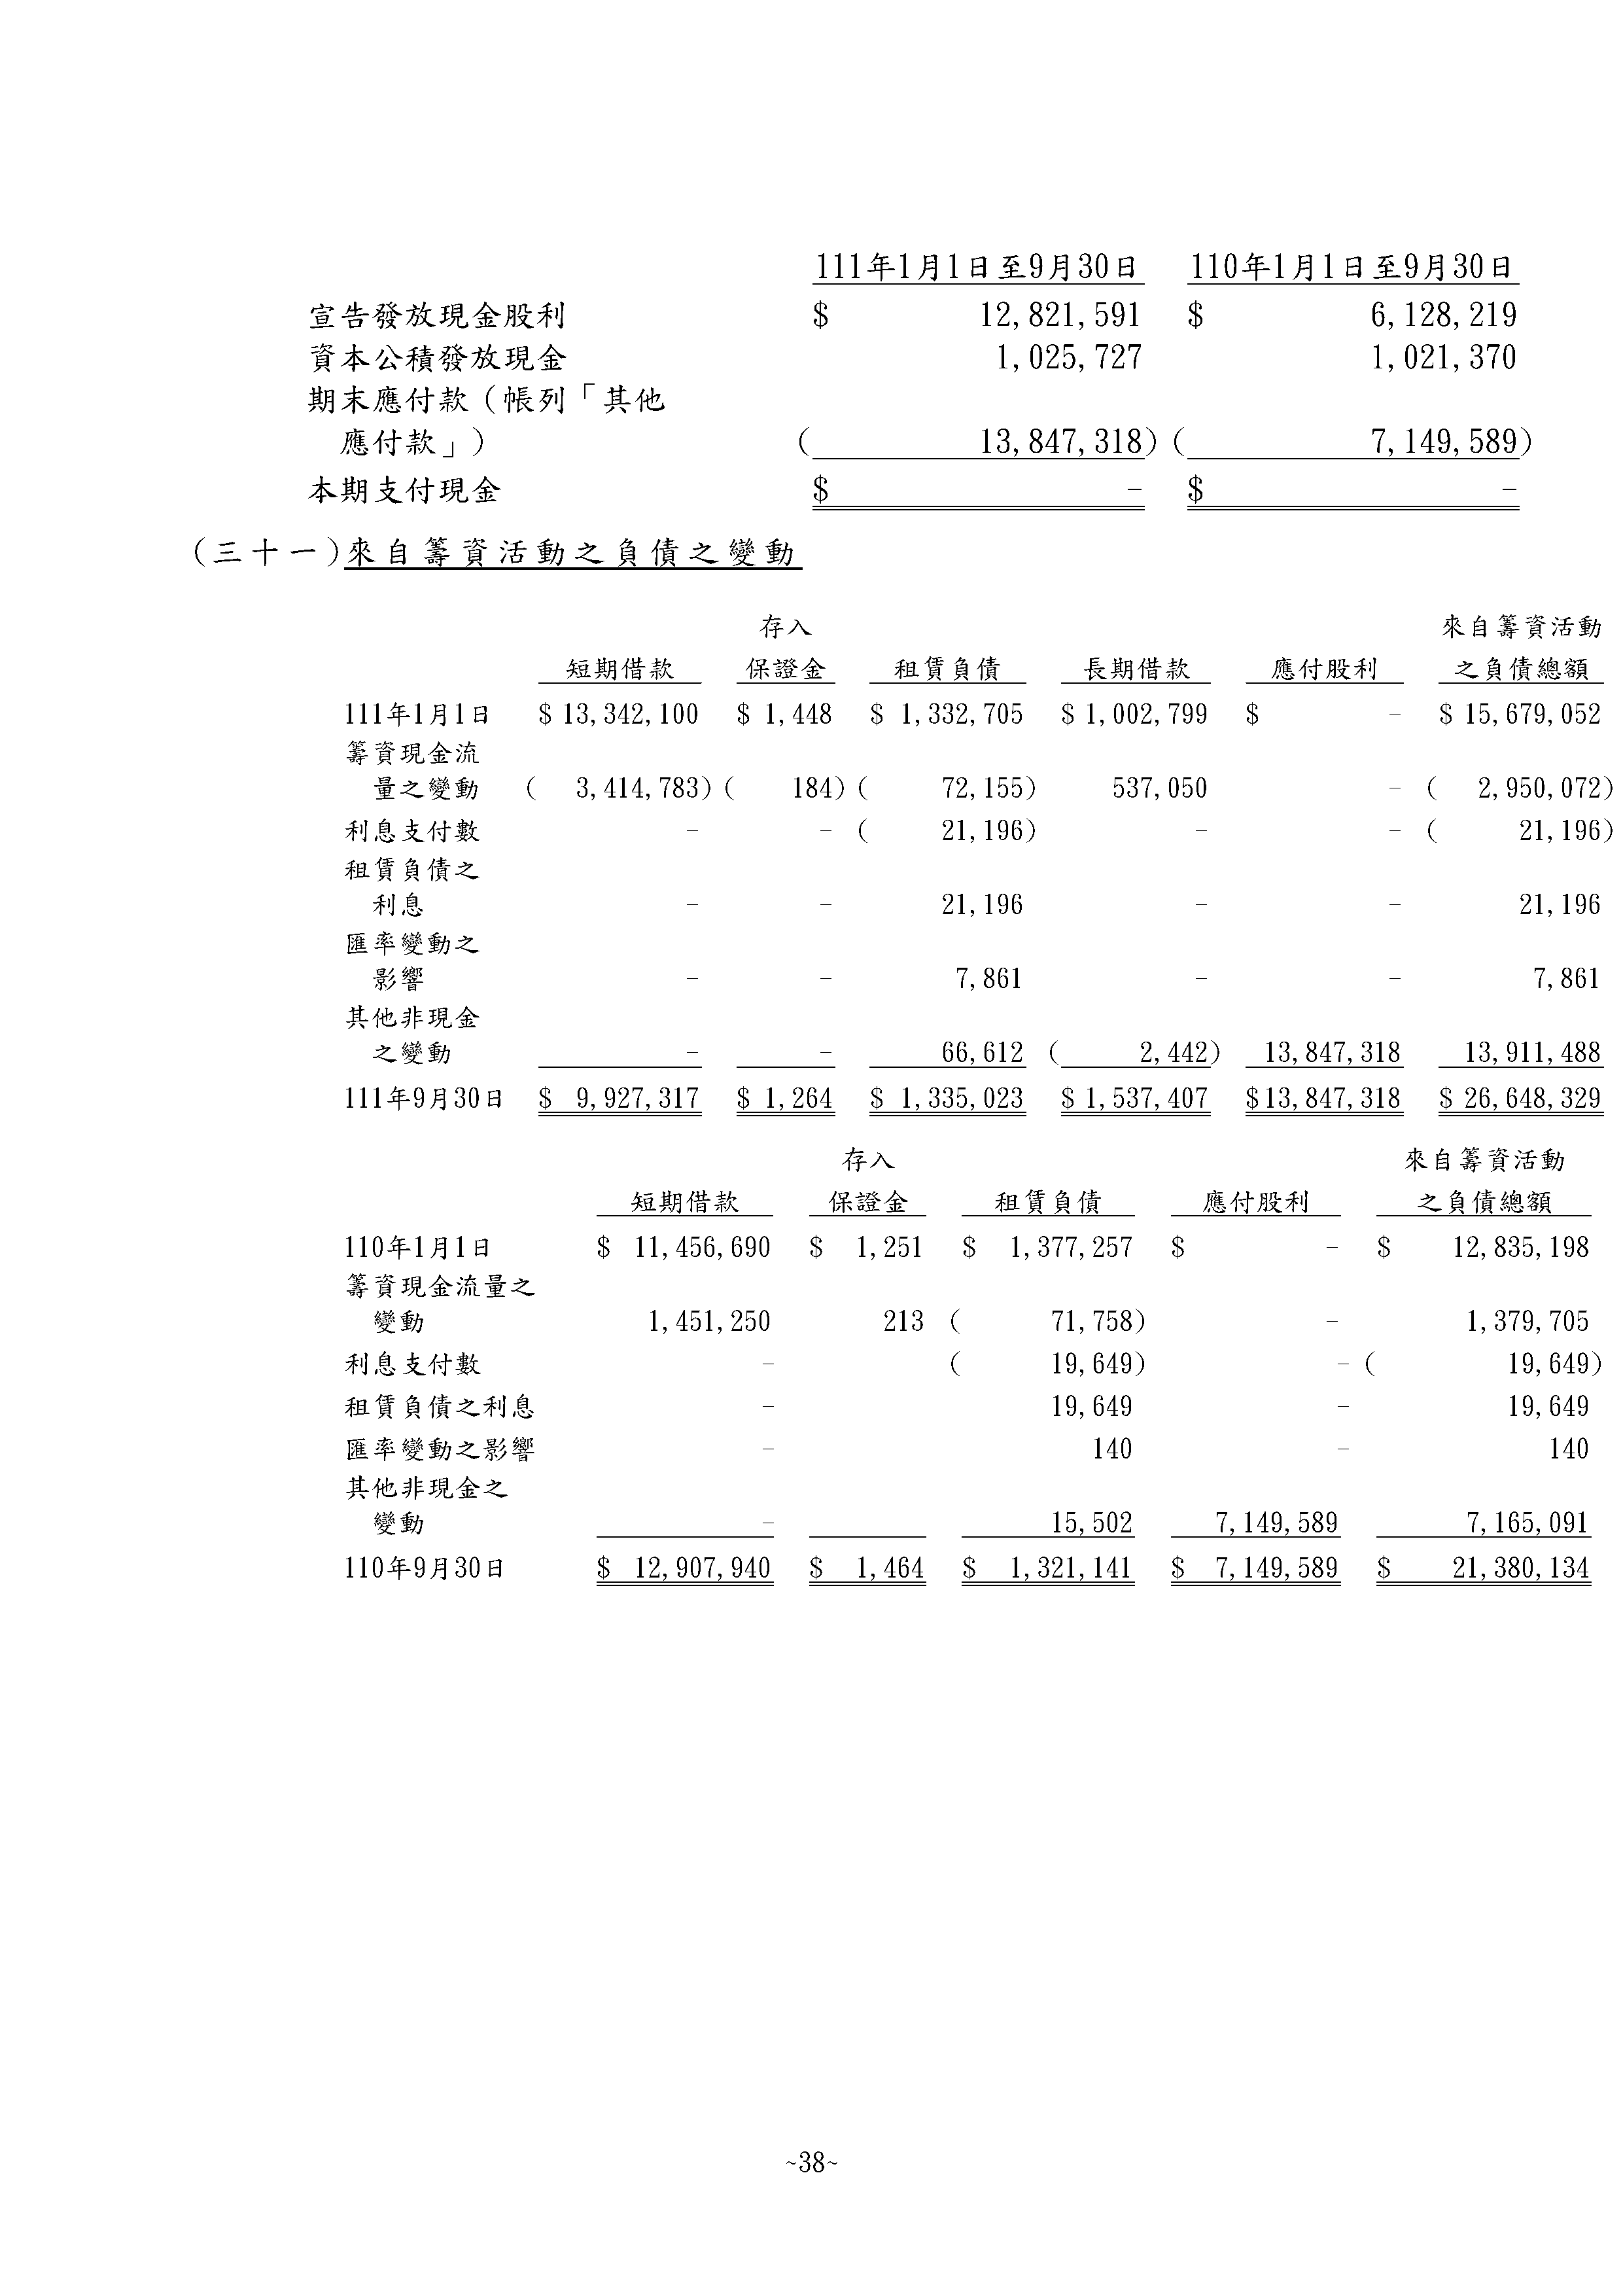 111年1月1日至9月30日 110年1月1日至9月30日
宣告發放現金股利 $ 12,821,591 $ 6,128,219
資本公積發放現金 1,025,727 1,021,370
期末應付款（帳列「其他
應付款」） ( 13,847,318) ( 7,149,589)
本期支付現金 $ - $ -
(三十一)來自籌資活動之負債之變動
存入 來自籌資活動
短期借款 保證金 租賃負債 長期借款 應付股利 之負債總額
111年1月1日 $ 13,342,100 $ 1,448 $ 1,332,705 $ 1,002,799 $ - $ 15,679,052
籌資現金流
量之變動 ( 3,414,783) ( 184) ( 72,155) 537,050 - ( 2,950,072)
利息支付數 - - ( 21,196) - - ( 21,196)
租賃負債之
利息 - - 21,196 - - 21,196
匯率變動之
影響 - - 7,861 - - 7,861
其他非現金
之變動 - - 66,612 ( 2,442) 13,847,318 13,911,488
111年9月30日 $ 9,927,317 $ 1,264 $ 1,335,023 $ 1,537,407 $13,847,318 $ 26,648,329
存入 來自籌資活動
短期借款 保證金 租賃負債 應付股利 之負債總額
110年1月1日 $ 11,456,690 $ 1,251 $ 1,377,257 $ - $ 12,835,198
籌資現金流量之
變動 1,451,250 213 ( 71,758) - 1,379,705
利息支付數 - ( 19,649) - ( 19,649)
租賃負債之利息 - 19,649 - 19,649
匯率變動之影響 - 140 - 140
其他非現金之
變動 - 15,502 7,149,589 7,165,091
110年9月30日 $ 12,907,940 $ 1,464 $ 1,321,141 $ 7,149,589 $ 21,380,134
~38~